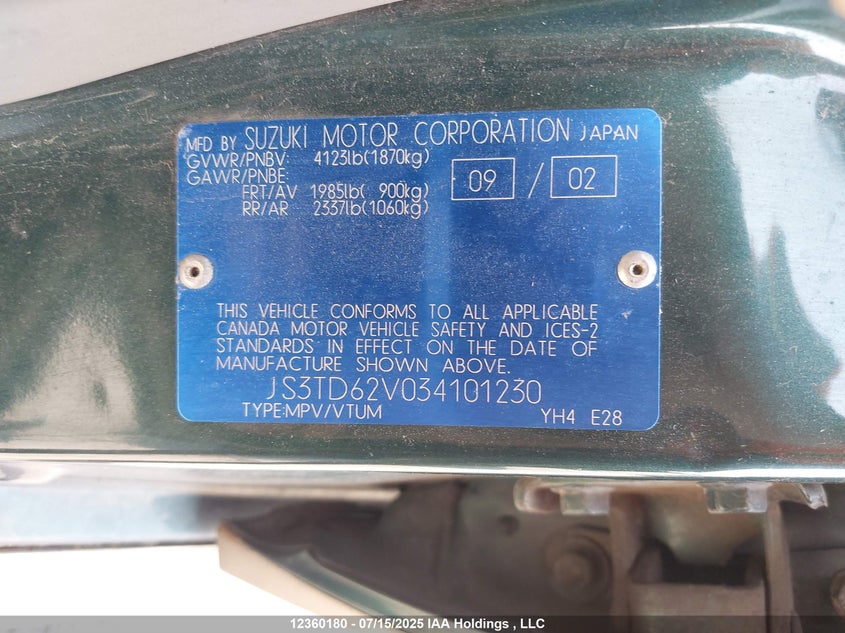 MFD BY SUZUKI MOTOR CORPORATION JAPAN
GVWR/PNBV: 4123lb(1870kg)
GAWR/PNBE:
FRT/AV 1985lb( 900kg)
RR/AR 2337lb(1060kg)
09 / 02
THIS VEHICLE CONFORMS TO ALL APPLICABLE
CANADA MOTOR VEHICLE SAFETY AND ICES-2
STANDARDS IN EFFECT ON THE DATE OF
MANUFACTURE SHOWN ABOVE.
JS3TD62V034101230
TYPE:MPV/VTUM YH4 E28
12360180 - 07/15/2025 IAA Holdings , LLC